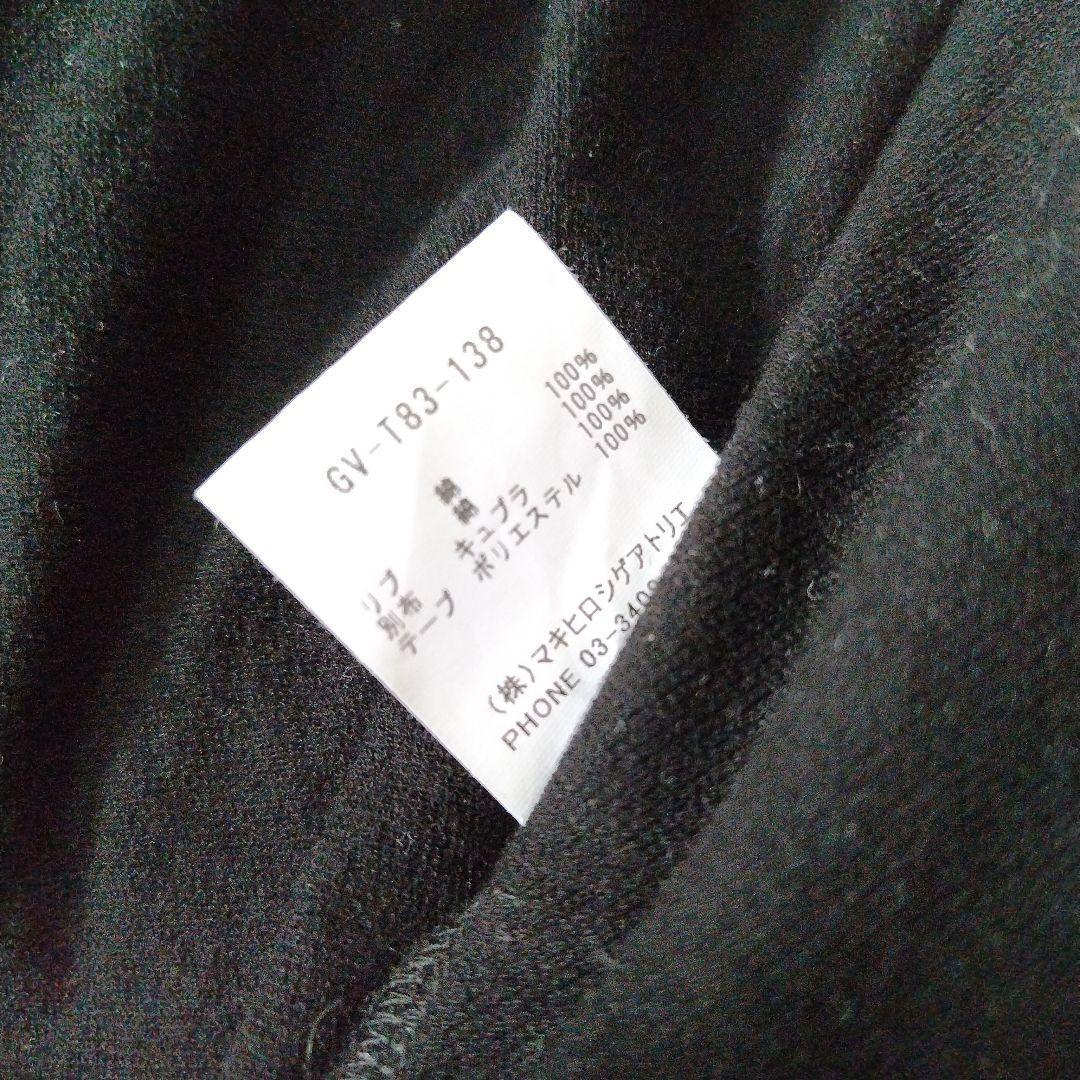 GV-T83-138
綿 100%
リブ 綿 100%
別布 キュプラ 100%
テープ ポリエステル 100%
(株)マキヒロシゲアトリエ
PHONE 03-340